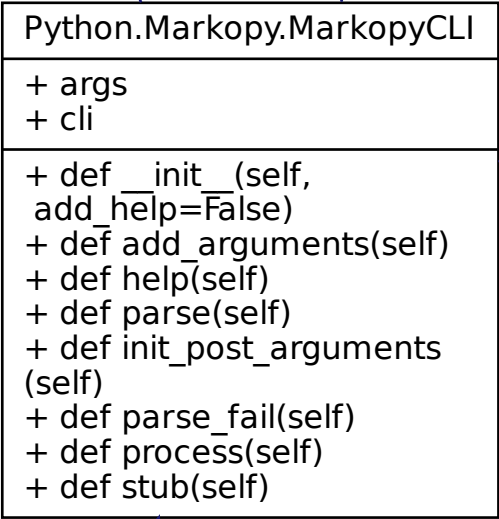 Python.Markopy.MarkopyCLI
+ args
+ cli
+ def __init__(self,
add_help=False)
+ def add_arguments(self)
+ def help(self)
+ def parse(self)
+ def init_post_arguments
(self)
+ def parse_fail(self)
+ def process(self)
+ def stub(self)